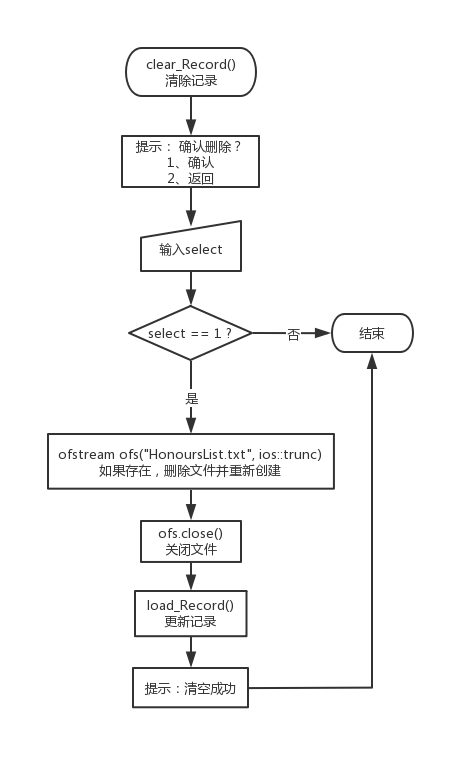 clear_Record()
清除记录
提示： 确认删除？
1、确认
2、返回
输入select
select == 1 ?
否
结束
是
ofstream ofs("HonoursList.txt", ios::trunc)
如果存在，删除文件并重新创建
ofs.close()
关闭文件
load_Record()
更新记录
提示：清空成功